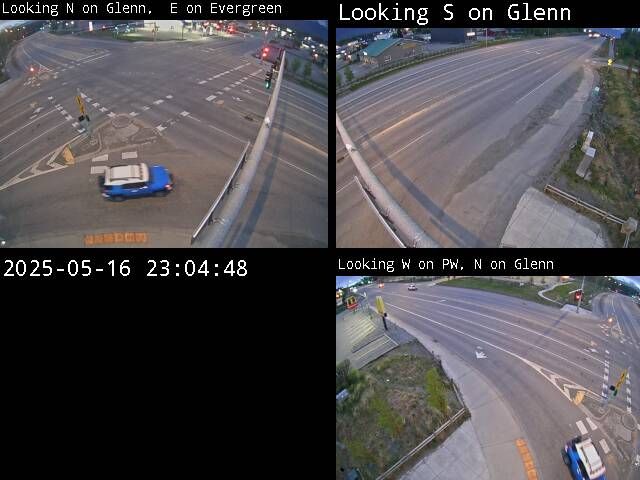 Looking N on Glenn,  E on Evergreen
Looking S on Glenn
2025-05-16 23:04:48
Looking W on PW, N on Glenn